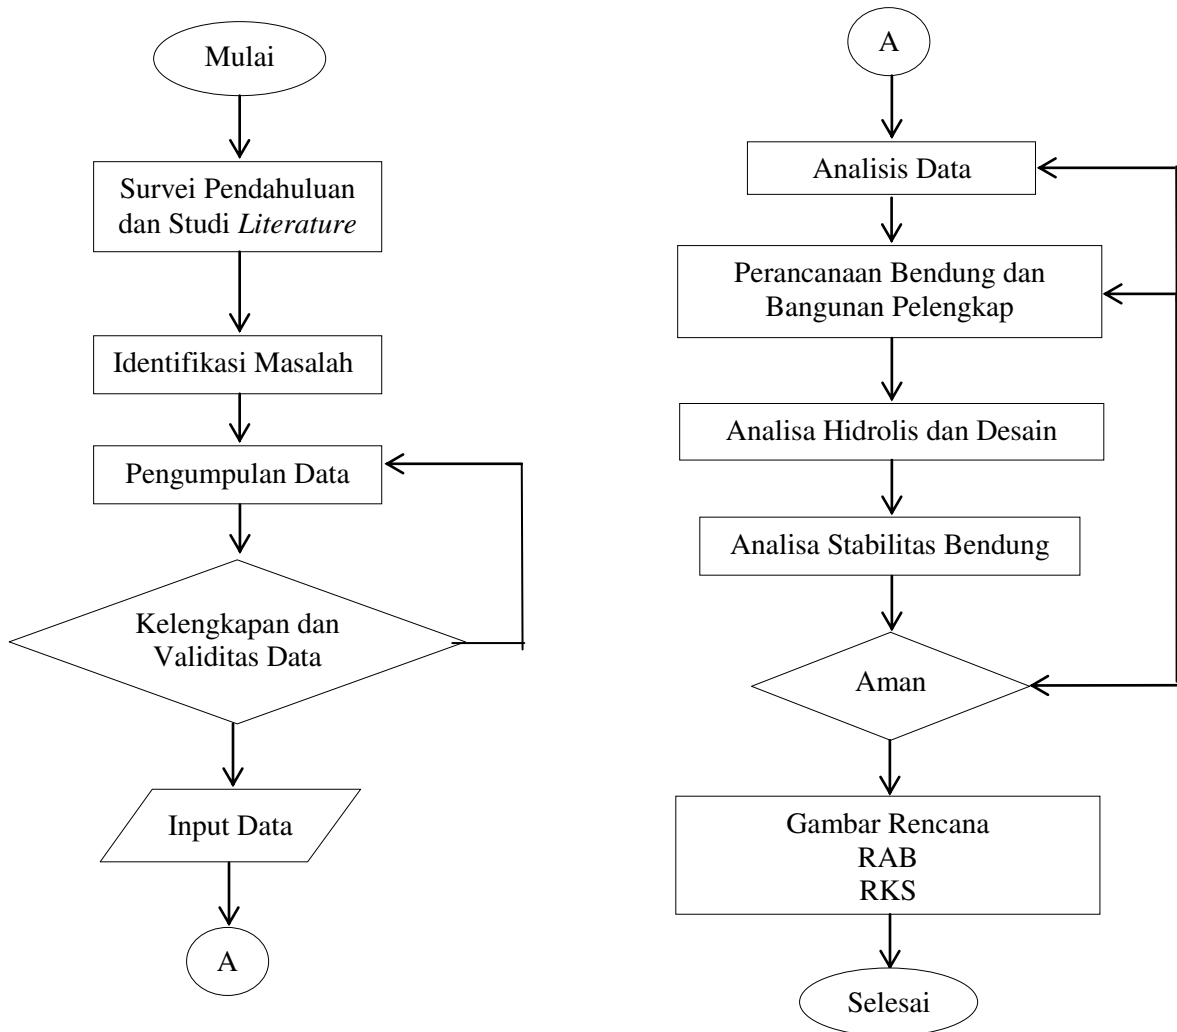 Mulai
Survei Pendahuluan
dan Studi Literature
Identifikasi Masalah
Pengumpulan Data
Kelengkapan dan
Validitas Data
Input Data
A
A
Analisis Data
Perancanaan Bendung dan
Bangunan Pelengkap
Analisa Hidrolis dan Desain
Analisa Stabilitas Bendung
Aman
Gambar Rencana
RAB
RKS
Selesai